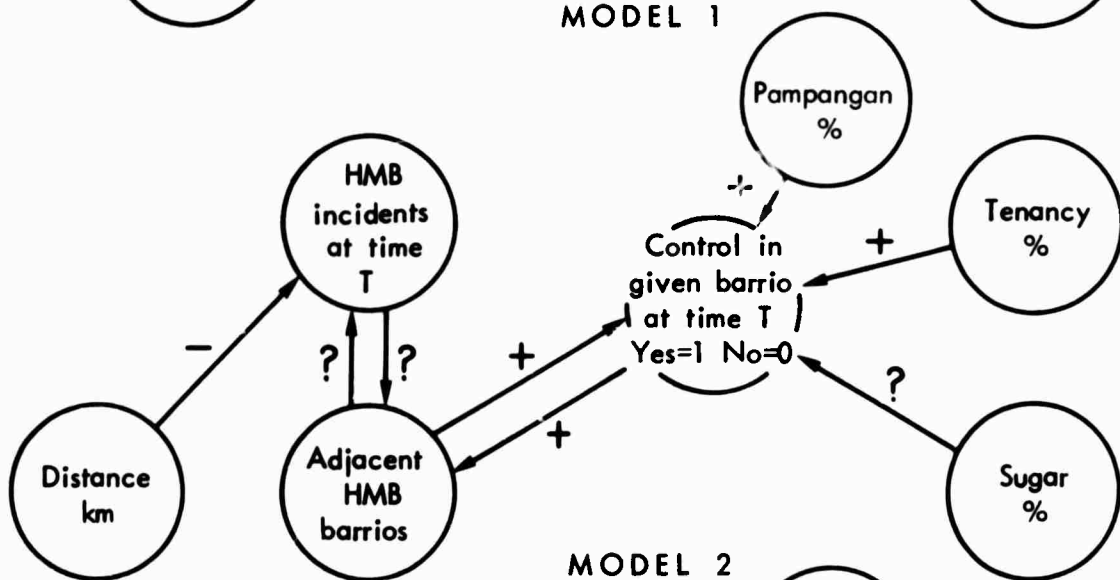 MODEL 1
Pampangan
%
+
HMB
incidents
at time
T
Tenancy
%
+
Control in
given barrio
at time T
Yes=1 No=0
−
?
?
+
+
?
Distance
km
Adjacent
HMB
barrios
Sugar
%
MODEL 2